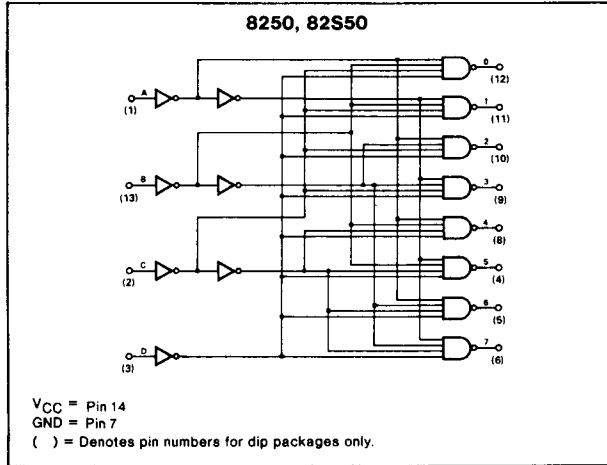 8250, 82S50
0
(12)
A
(1)
1
(11)
2
(10)
B
(13)
3
(9)
4
(8)
C
(2)
5
(4)
6
(5)
7
(6)
D
(3)
VCC = Pin 14
GND = Pin 7
( ) = Denotes pin numbers for dip packages only.